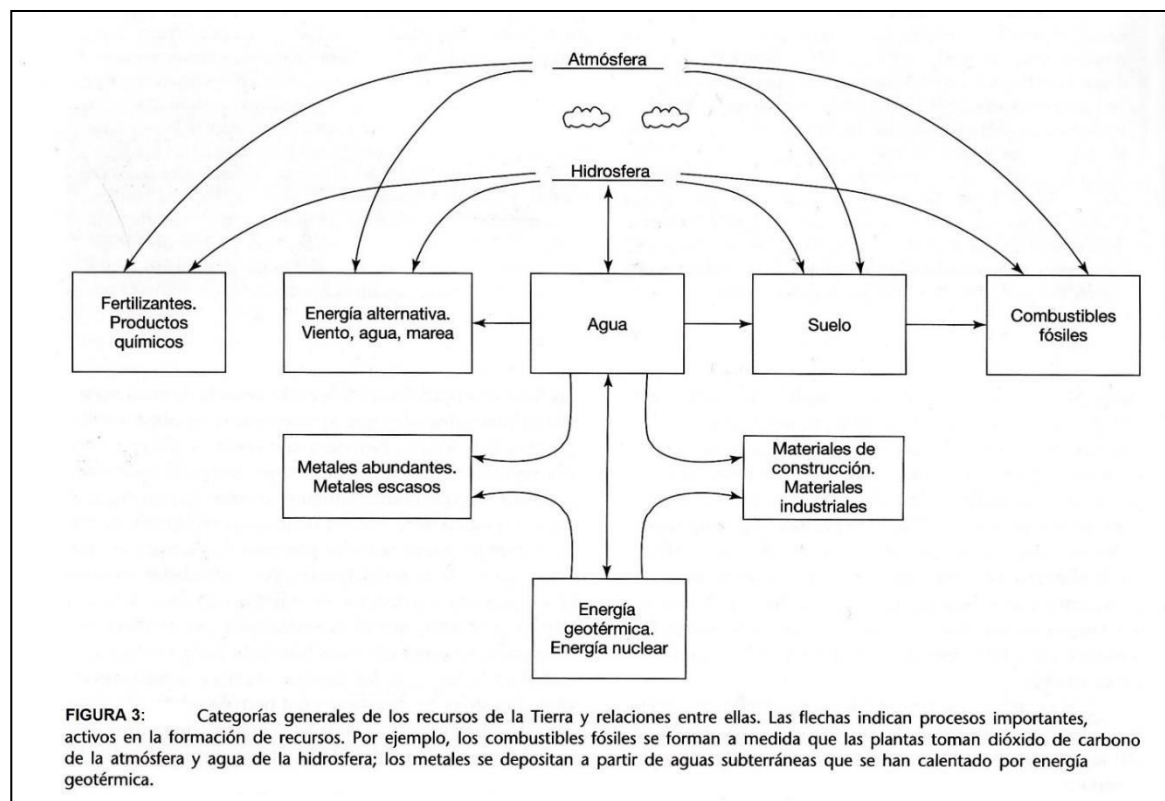 Atmósfera
Hidrosfera
Fertilizantes.
Productos
químicos
Energía alternativa.
Viento, agua, marea
Agua
Suelo
Combustibles
fósiles
Metales abundantes.
Metales escasos
Materiales de
construcción.
Materiales
industriales
Energía
geotérmica.
Energía nuclear
FIGURA 3: Categorías generales de los recursos de la Tierra y relaciones entre ellas. Las flechas indican procesos importantes,
activos en la formación de recursos. Por ejemplo, los combustibles fósiles se forman a medida que las plantas toman dióxido de carbono
de la atmósfera y agua de la hidrosfera; los metales se depositan a partir de aguas subterráneas que se han calentado por energía
geotérmica.